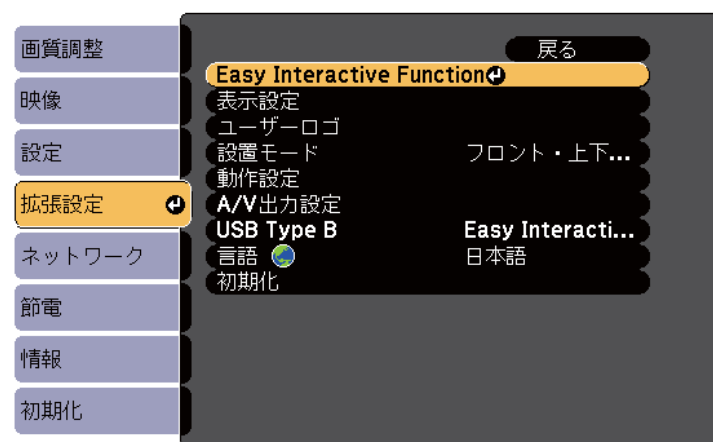 画質調整
映像
設定
拡張設定
ネットワーク
節電
情報
初期化
戻る
Easy Interactive Function
表示設定
ユーザーロゴ
設置モード フロント・上下...
動作設定
A/V出力設定
USB Type B Easy Interacti...
言語 日本語
初期化